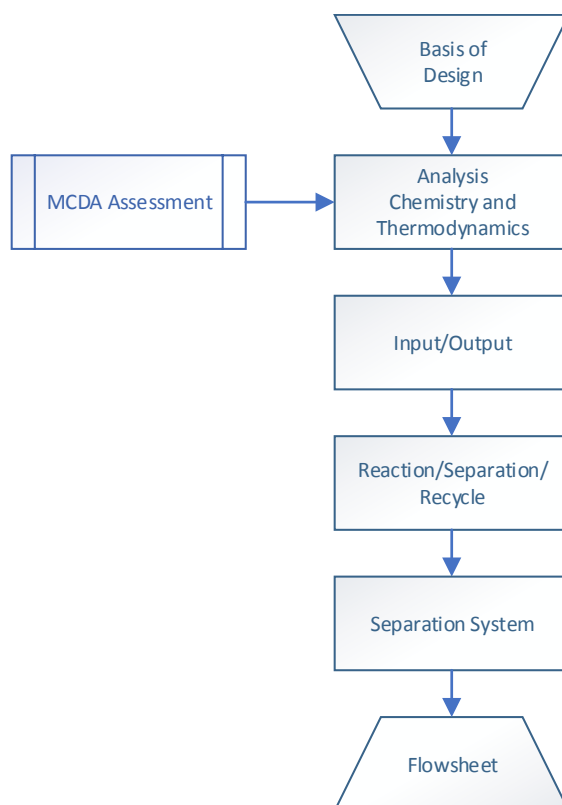 Basis of
Design
MCDA Assessment
Analysis
Chemistry and
Thermodynamics
Input/Output
Reaction/Separation/
Recycle
Separation System
Flowsheet